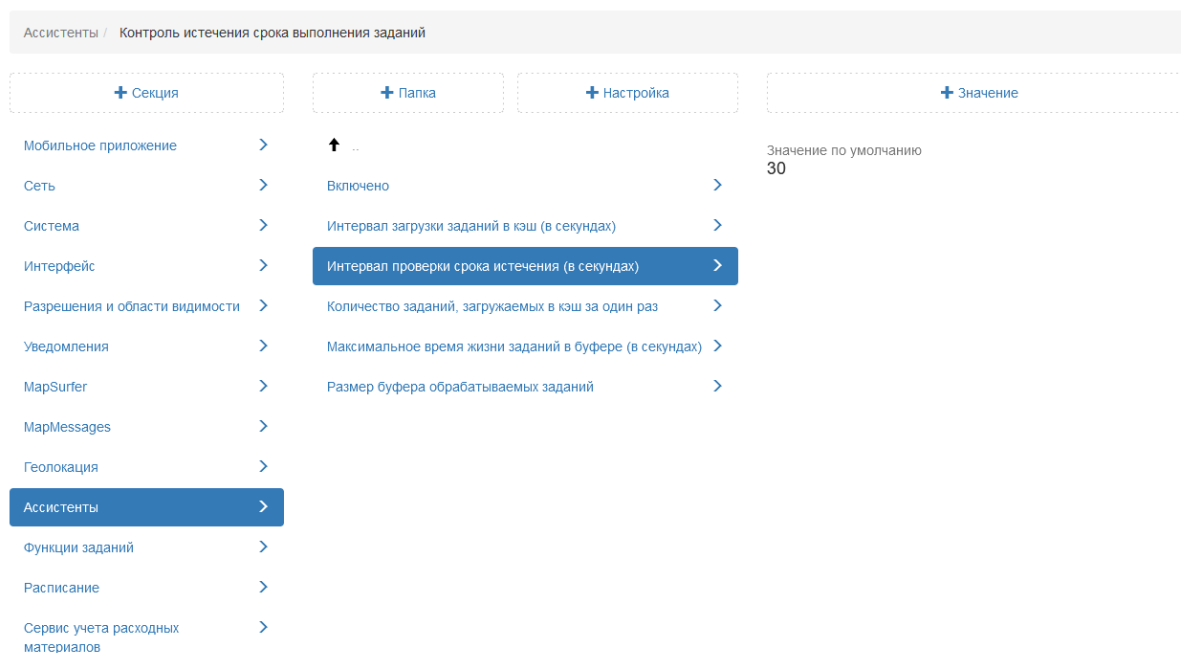 Ассистенты / Контроль истечения срока выполнения заданий
+ Секция
+ Папка
+ Настройка
+ Значение
Мобильное приложение
Сеть
Система
Интерфейс
Разрешения и области видимости
Уведомления
MapSurfer
MapMessages
Геолокация
Ассистенты
Функции заданий
Расписание
Сервис учета расходных
материалов
..
Включено
Интервал загрузки заданий в кэш (в секундах)
Интервал проверки срока истечения (в секундах)
Количество заданий, загружаемых в кэш за один раз
Максимальное время жизни заданий в буфере (в секундах)
Размер буфера обрабатываемых заданий
Значение по умолчанию
30